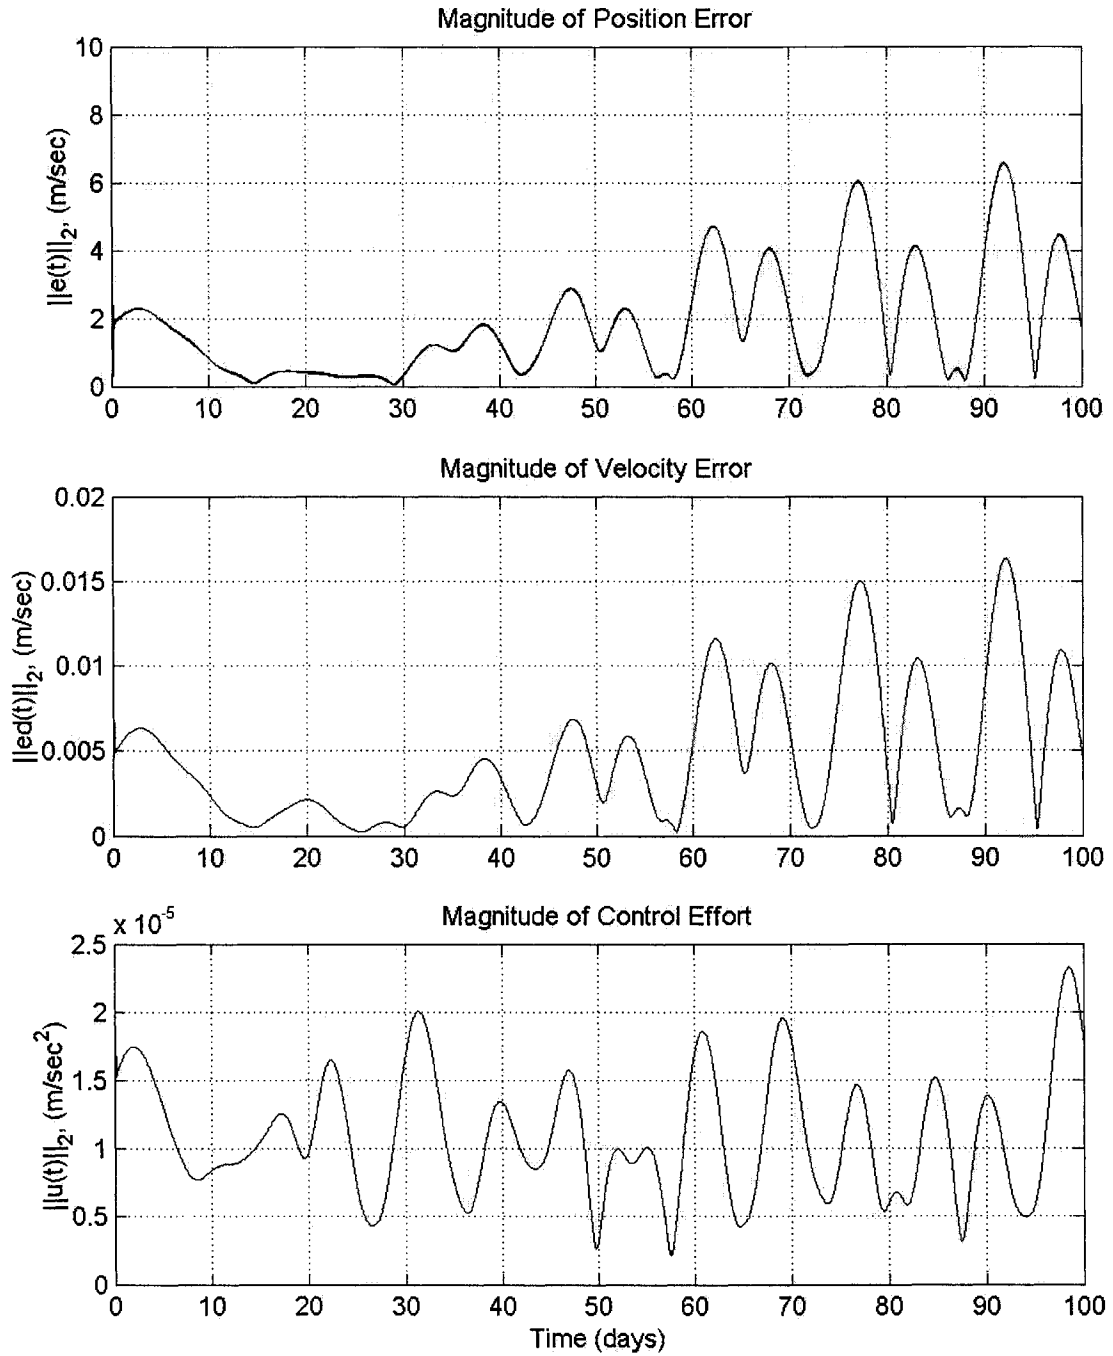 Magnitude of Position Error
||e(t)||2, (m/sec)
10
8
6
4
2
0
0 10 20 30 40 50 60 70 80 90 100
Magnitude of Velocity Error
||ed(t)||2, (m/sec)
0.02
0.015
0.01
0.005
0
0 10 20 30 40 50 60 70 80 90 100
Magnitude of Control Effort
x 10-5
||u(t)||2, (m/sec2)
2.5
2
1.5
1
0.5
0
0 10 20 30 40 50 60 70 80 90 100
Time (days)